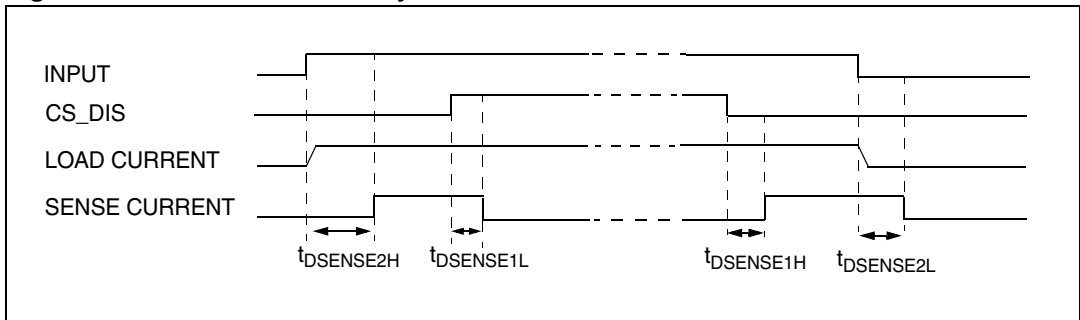 INPUT
CS_DIS
LOAD CURRENT
SENSE CURRENT
tDSENSE2H tDSENSE1L tDSENSE1H tDSENSE2L